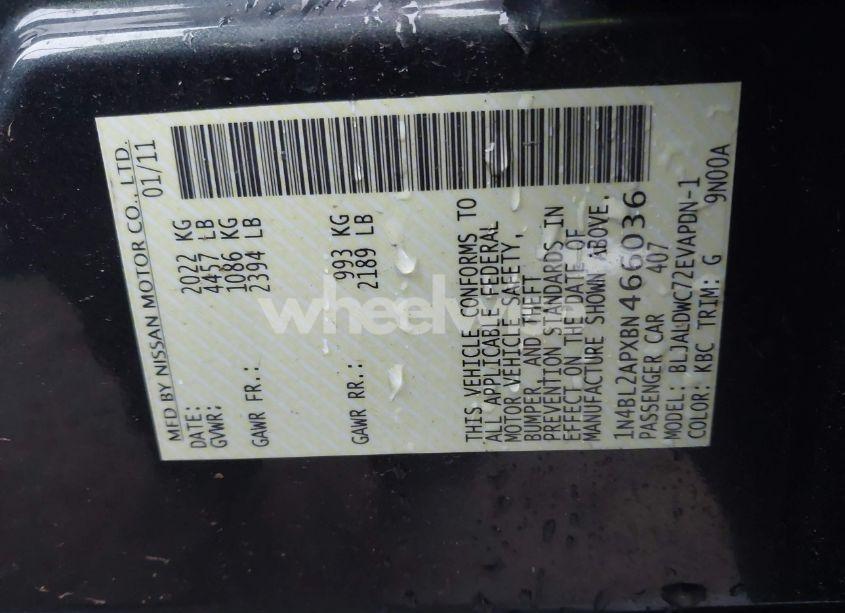 MFD BY NISSAN MOTOR CO., LTD.
DATE: 01/11
GVWR: 2022 KG
4457 LB
GAWR FR.: 1086 KG
2394 LB
GAWR RR.: 993 KG
2189 LB
THIS VEHICLE CONFORMS TO
ALL APPLICABLE FEDERAL
MOTOR VEHICLE SAFETY,
BUMPER, AND THEFT
PREVENTION STANDARDS IN
EFFECT ON THE DATE OF
MANUFACTURE SHOWN ABOVE.
1N4BL2APXBN466036
PASSENGER CAR 407
MODEL: BLJALDWC72EVAPDN-1
COLOR: KBC TRIM: G 9N00A